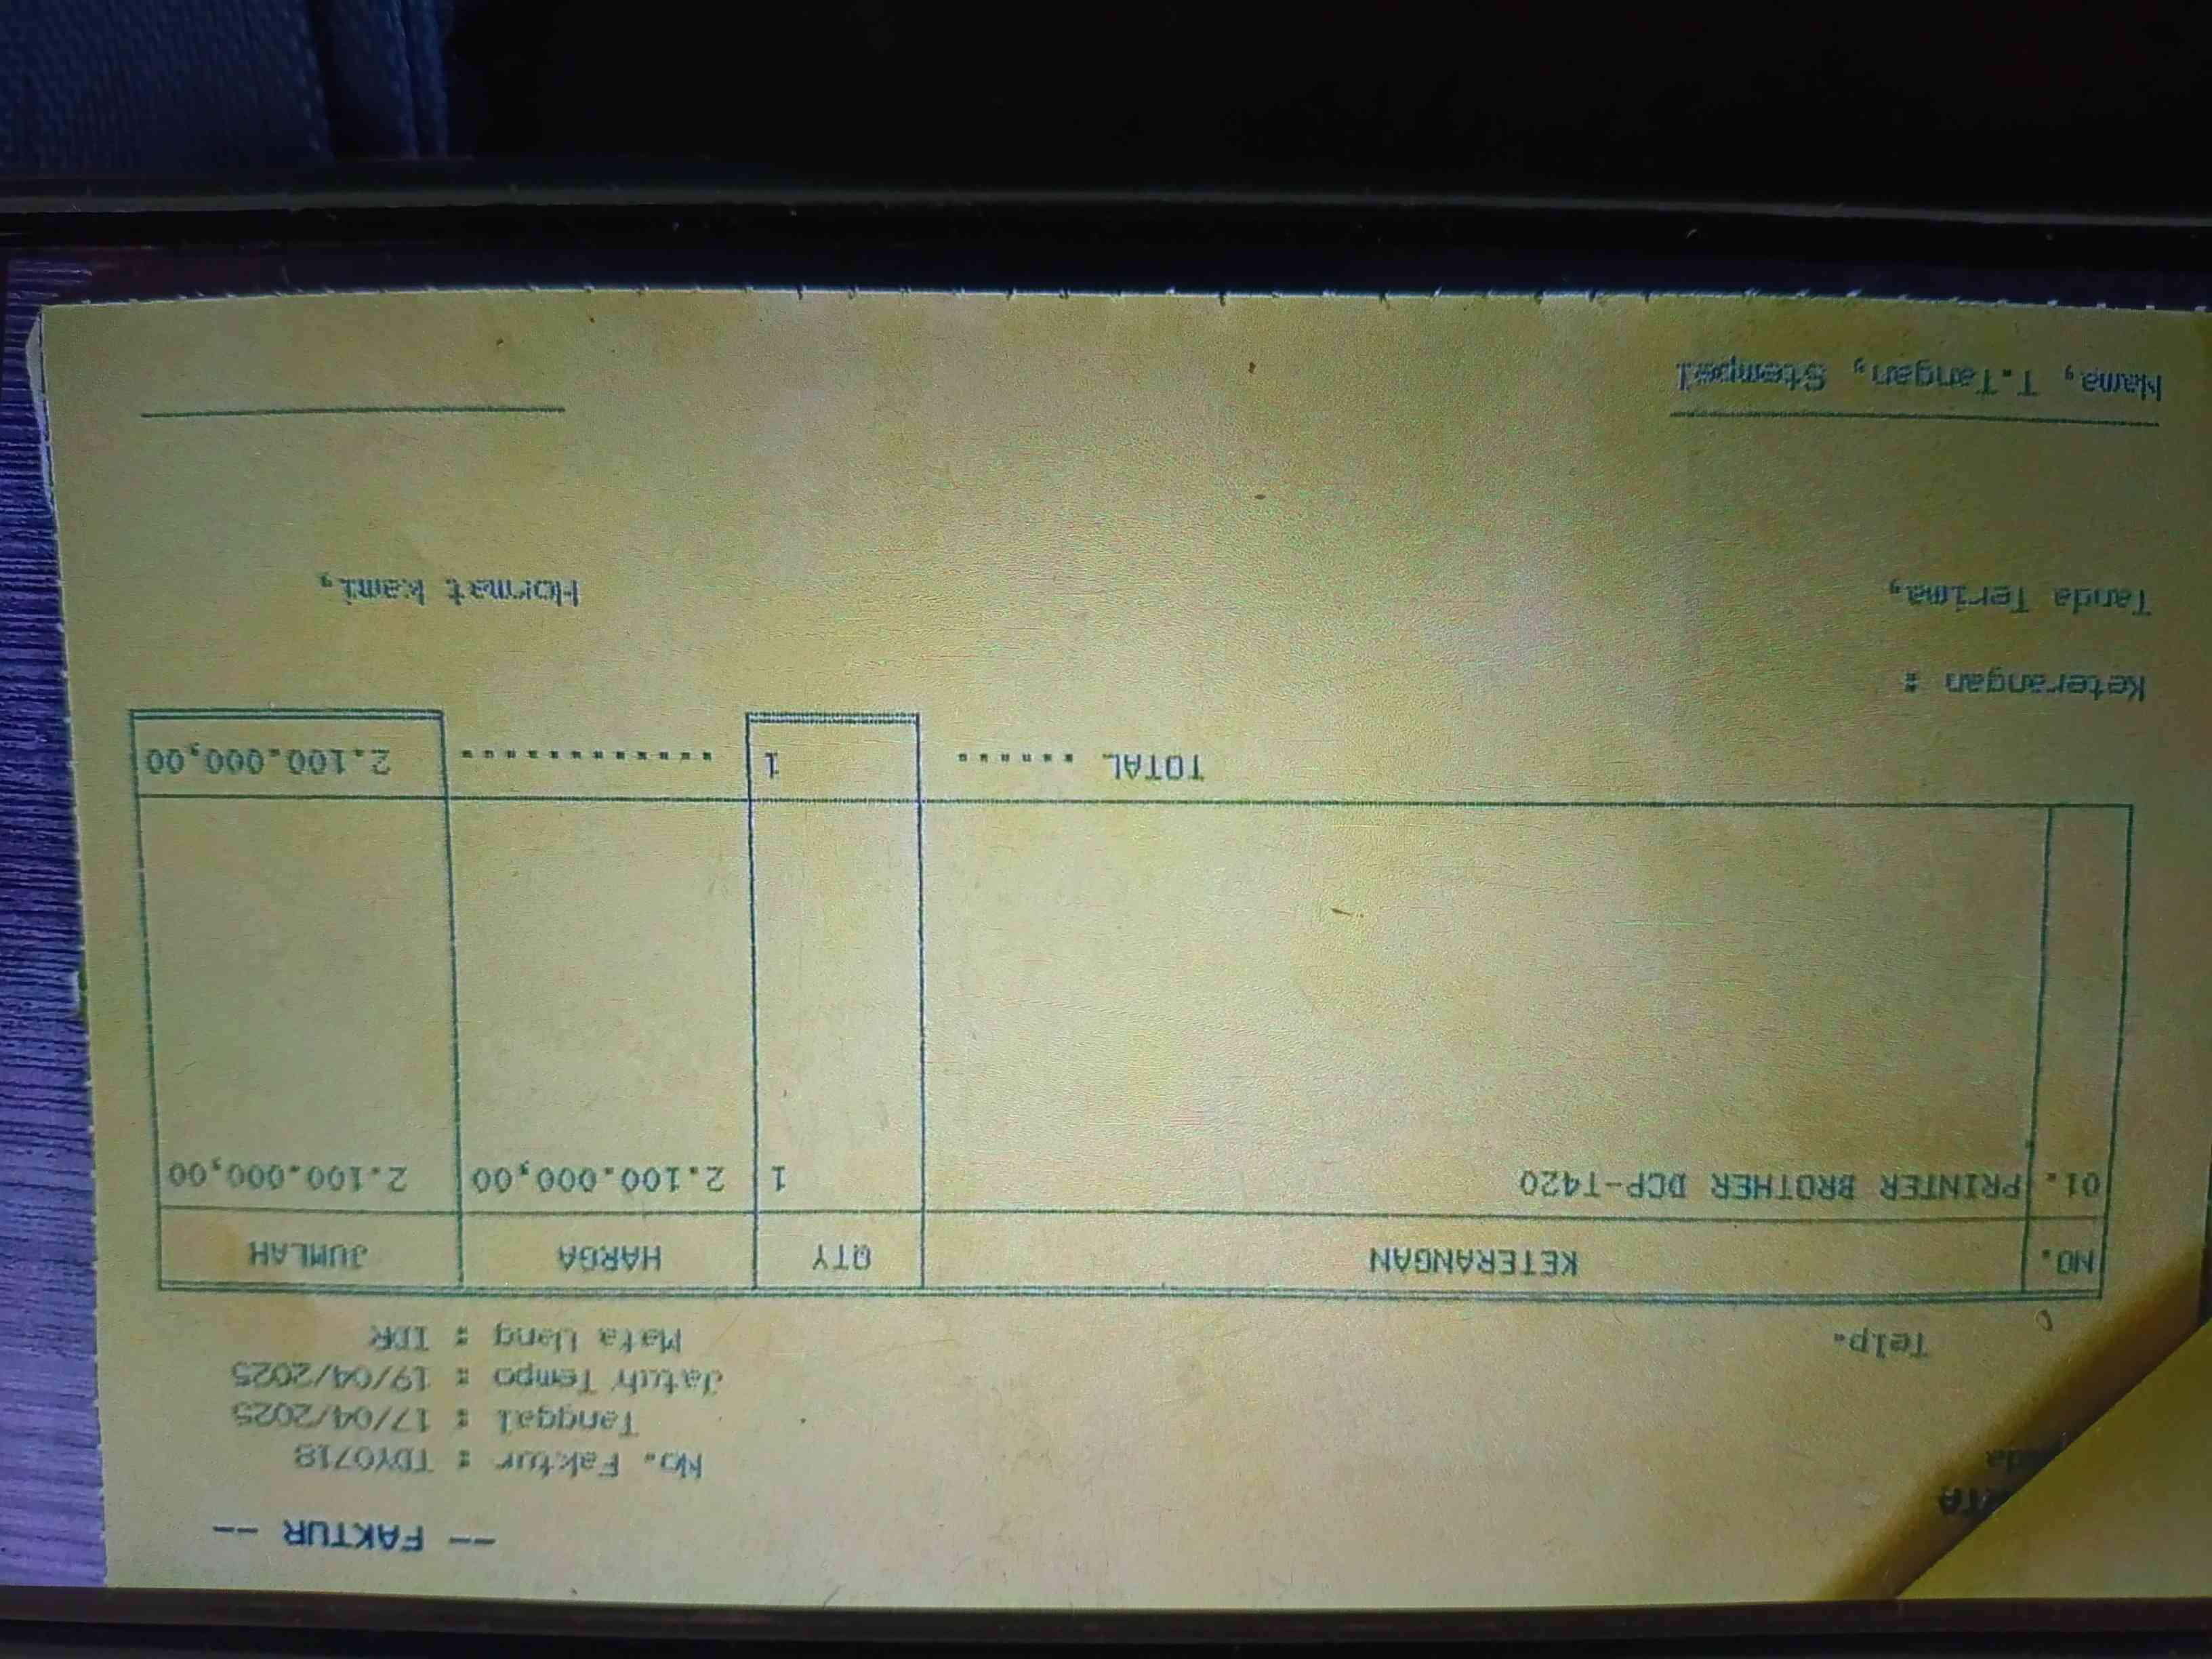 -- FAKTUR --
No. Faktur : TDY0718
Tanggal : 17/04/2025
Jatuh Tempo : 19/04/2025
Telp. Mata Uang : IDR
NO. KETERANGAN QTY HARGA JUMLAH
01. PRINTER BROTHER DCP-T420 1 2.100.000,00 2.100.000,00
TOTAL 1 2.100.000,00
Keterangan :
Tanda Terima, Hormat kami,
Nama, T.Tangan, Stempel